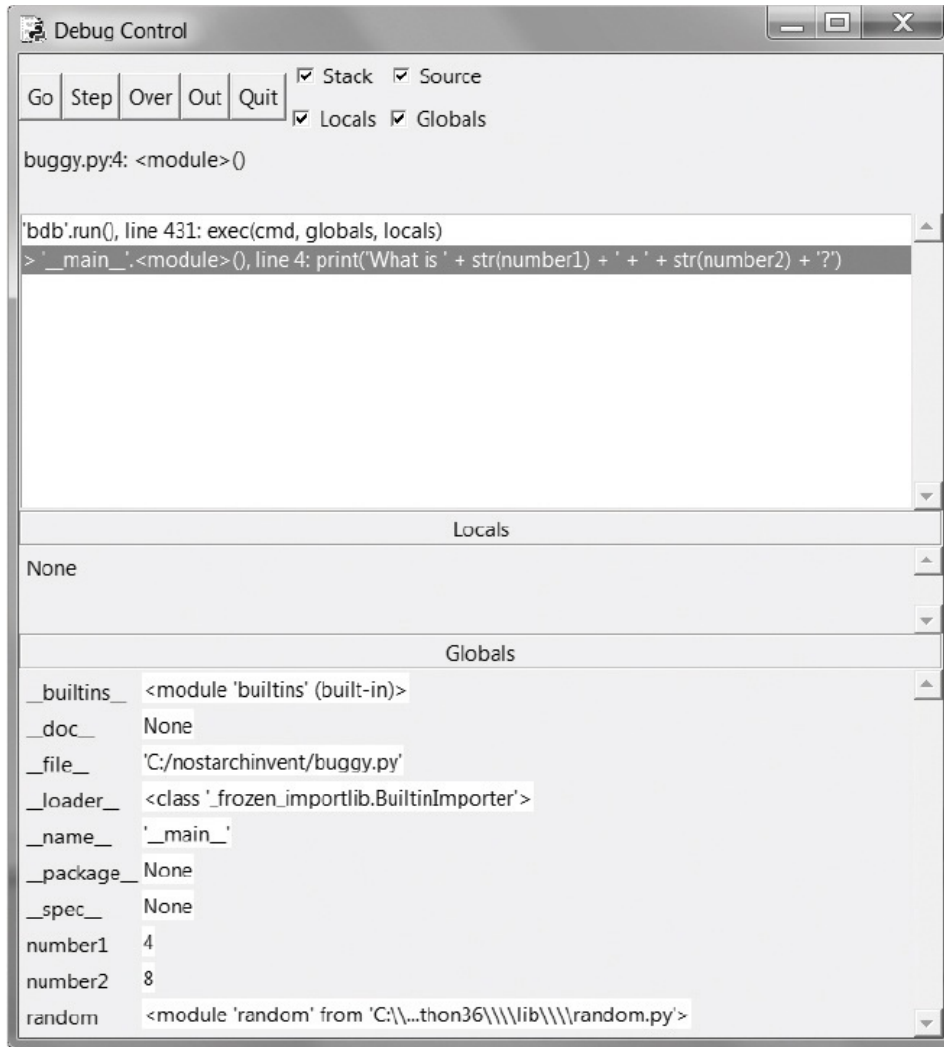 Debug Control
Go Step Over Out Quit
Stack Source
Locals Globals
buggy.py:4: <module>()
'bdb'.run(), line 431: exec(cmd, globals, locals)
> '__main__'.<module>(), line 4: print('What is ' + str(number1) + ' + ' + str(number2) + '?')
Locals
None
Globals
__builtins__ <module 'builtins' (built-in)>
__doc__ None
__file__ 'C:/nostarchinvent/buggy.py'
__loader__ <class '_frozen_importlib.BuiltinImporter'>
__name__ '__main__'
__package__ None
__spec__ None
number1 4
number2 8
random <module 'random' from 'C:\\...thon36\\\\lib\\\\random.py'>